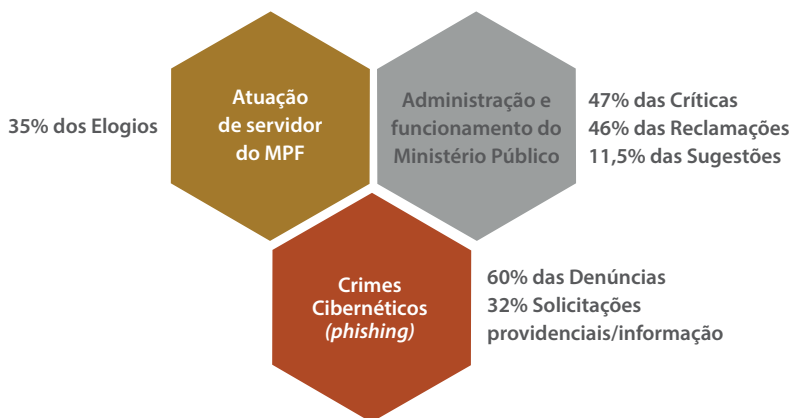 35% dos Elogios
Atuação
de servidor
do MPF
Administração e
funcionamento do
Ministério Público
47% das Críticas
46% das Reclamações
11,5% das Sugestões
Crimes
Cibernéticos
(phishing)
60% das Denúncias
32% Solicitações
providenciais/informação